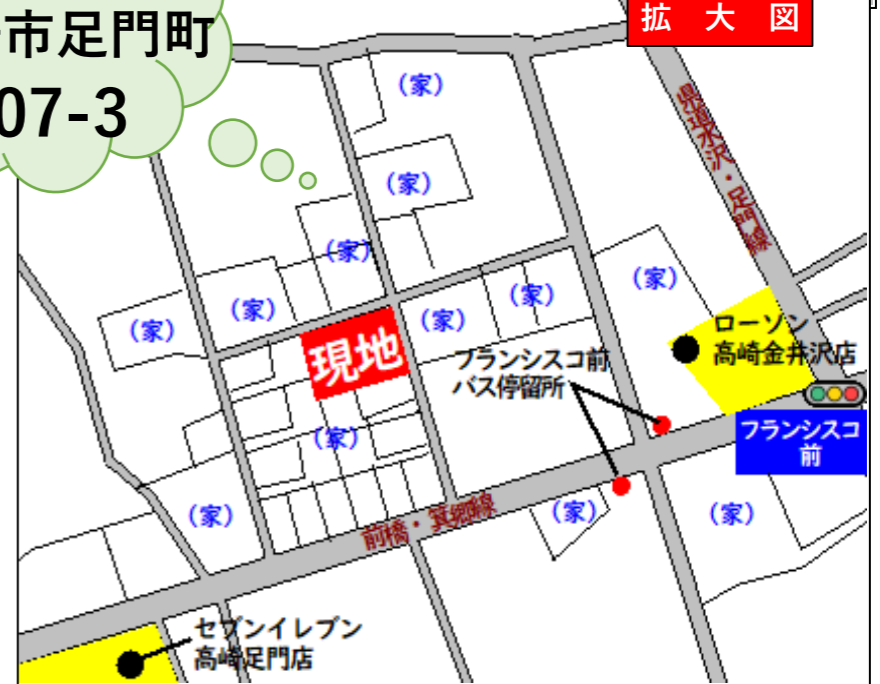 市足門町
07-3
拡大図
(家)
県道水沢・足門線
(家)
(家)
(家)
(家)
(家)
(家)
(家)
現地
ローソン
高崎金井沢店
フランシスコ前
バス停留所
(家)
フランシスコ
前
(家)
(家)
(家)
前橋・箕郷線
セブンイレブン
高崎足門店